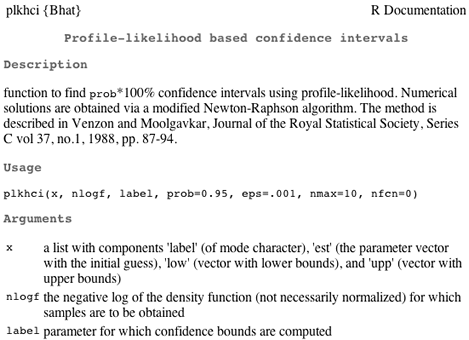 plkhci {Bhat} R Documentation
Profile-likelihood based confidence intervals
Description
function to find prob*100% confidence intervals using profile-likelihood. Numerical
solutions are obtained via a modified Newton-Raphson algorithm. The method is
described in Venzon and Moolgavkar, Journal of the Royal Statistical Society, Series
C vol 37, no.1, 1988, pp. 87-94.
Usage
plkhci(x, nlogf, label, prob=0.95, eps=.001, nmax=10, nfcn=0)
Arguments
x a list with components 'label' (of mode character), 'est' (the parameter vector
with the initial guess), 'low' (vector with lower bounds), and 'upp' (vector with
upper bounds)
nlogf the negative log of the density function (not necessarily normalized) for which
samples are to be obtained
label parameter for which confidence bounds are computed